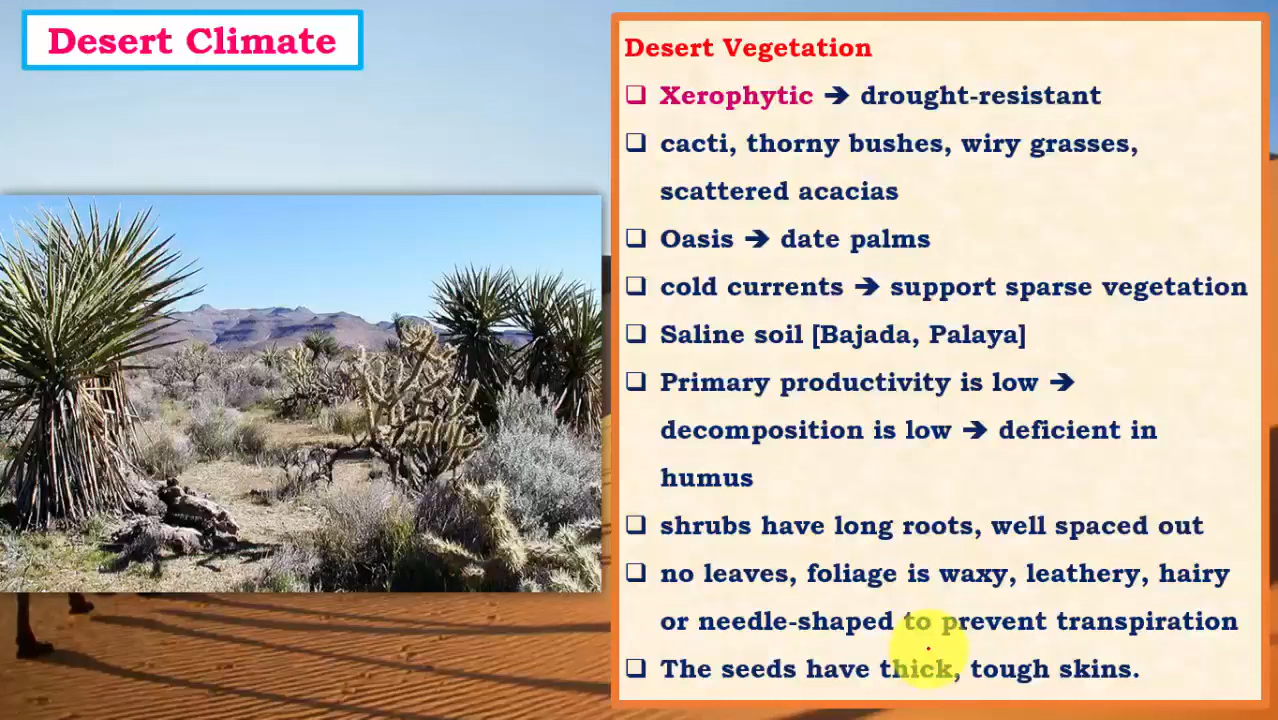 Desert Climate
Desert Vegetation
❑ Xerophytic ➔ drought-resistant
❑ cacti, thorny bushes, wiry grasses,
scattered acacias
❑ Oasis ➔ date palms
❑ cold currents ➔ support sparse vegetation
❑ Saline soil [Bajada, Palaya]
❑ Primary productivity is low ➔
decomposition is low ➔ deficient in
humus
❑ shrubs have long roots, well spaced out
❑ no leaves, foliage is waxy, leathery, hairy
or needle-shaped to prevent transpiration
❑ The seeds have thick, tough skins.